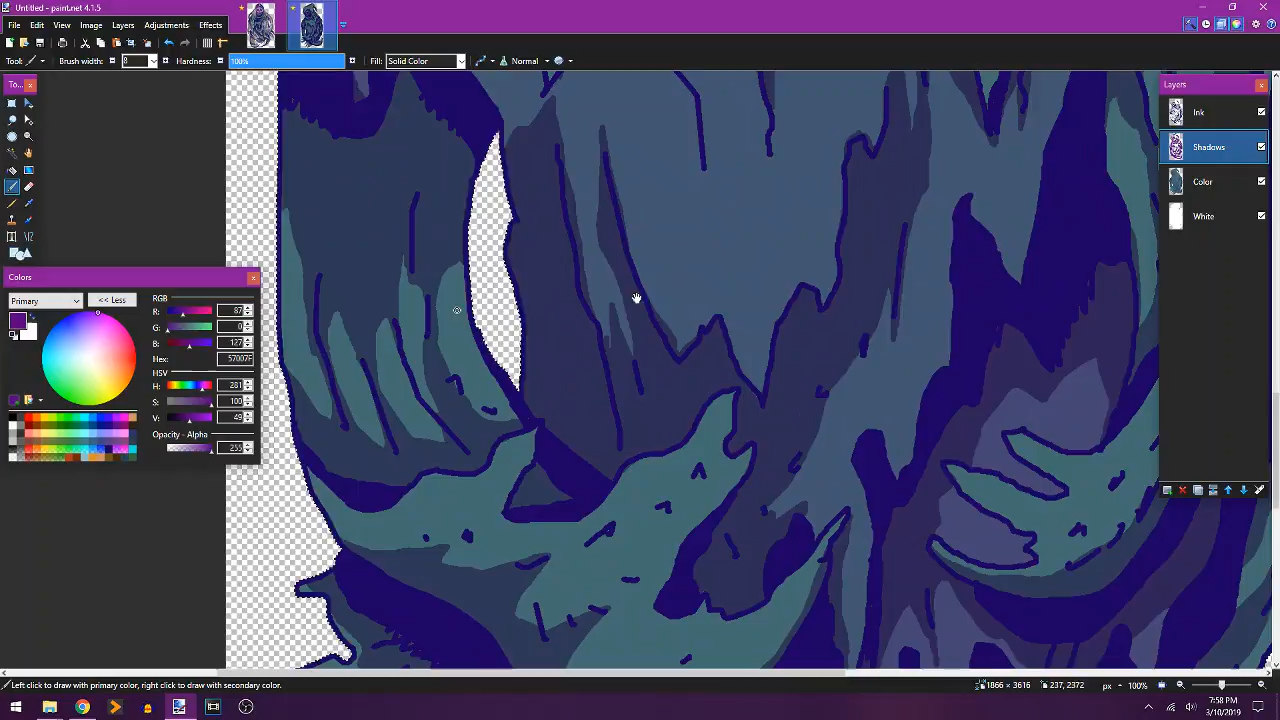 Untitled - paint.net 4.1.5
File Edit View Image Layers Adjustments Effects
Tool: Brush width: 8 Hardness: 100% Fill: Solid Color Normal
To...
Layers
Ink
Shadows
Color
White
Colors
Primary << Less
RGB
R: 87
G: 0
B: 127
Hex: 57007F
HSV
H: 281
S: 100
V: 49
Opacity - Alpha
255
Left click to draw with primary color, right click to draw with secondary color.
1866 × 3616 237, 2372 px 100%
7:58 PM
3/10/2019